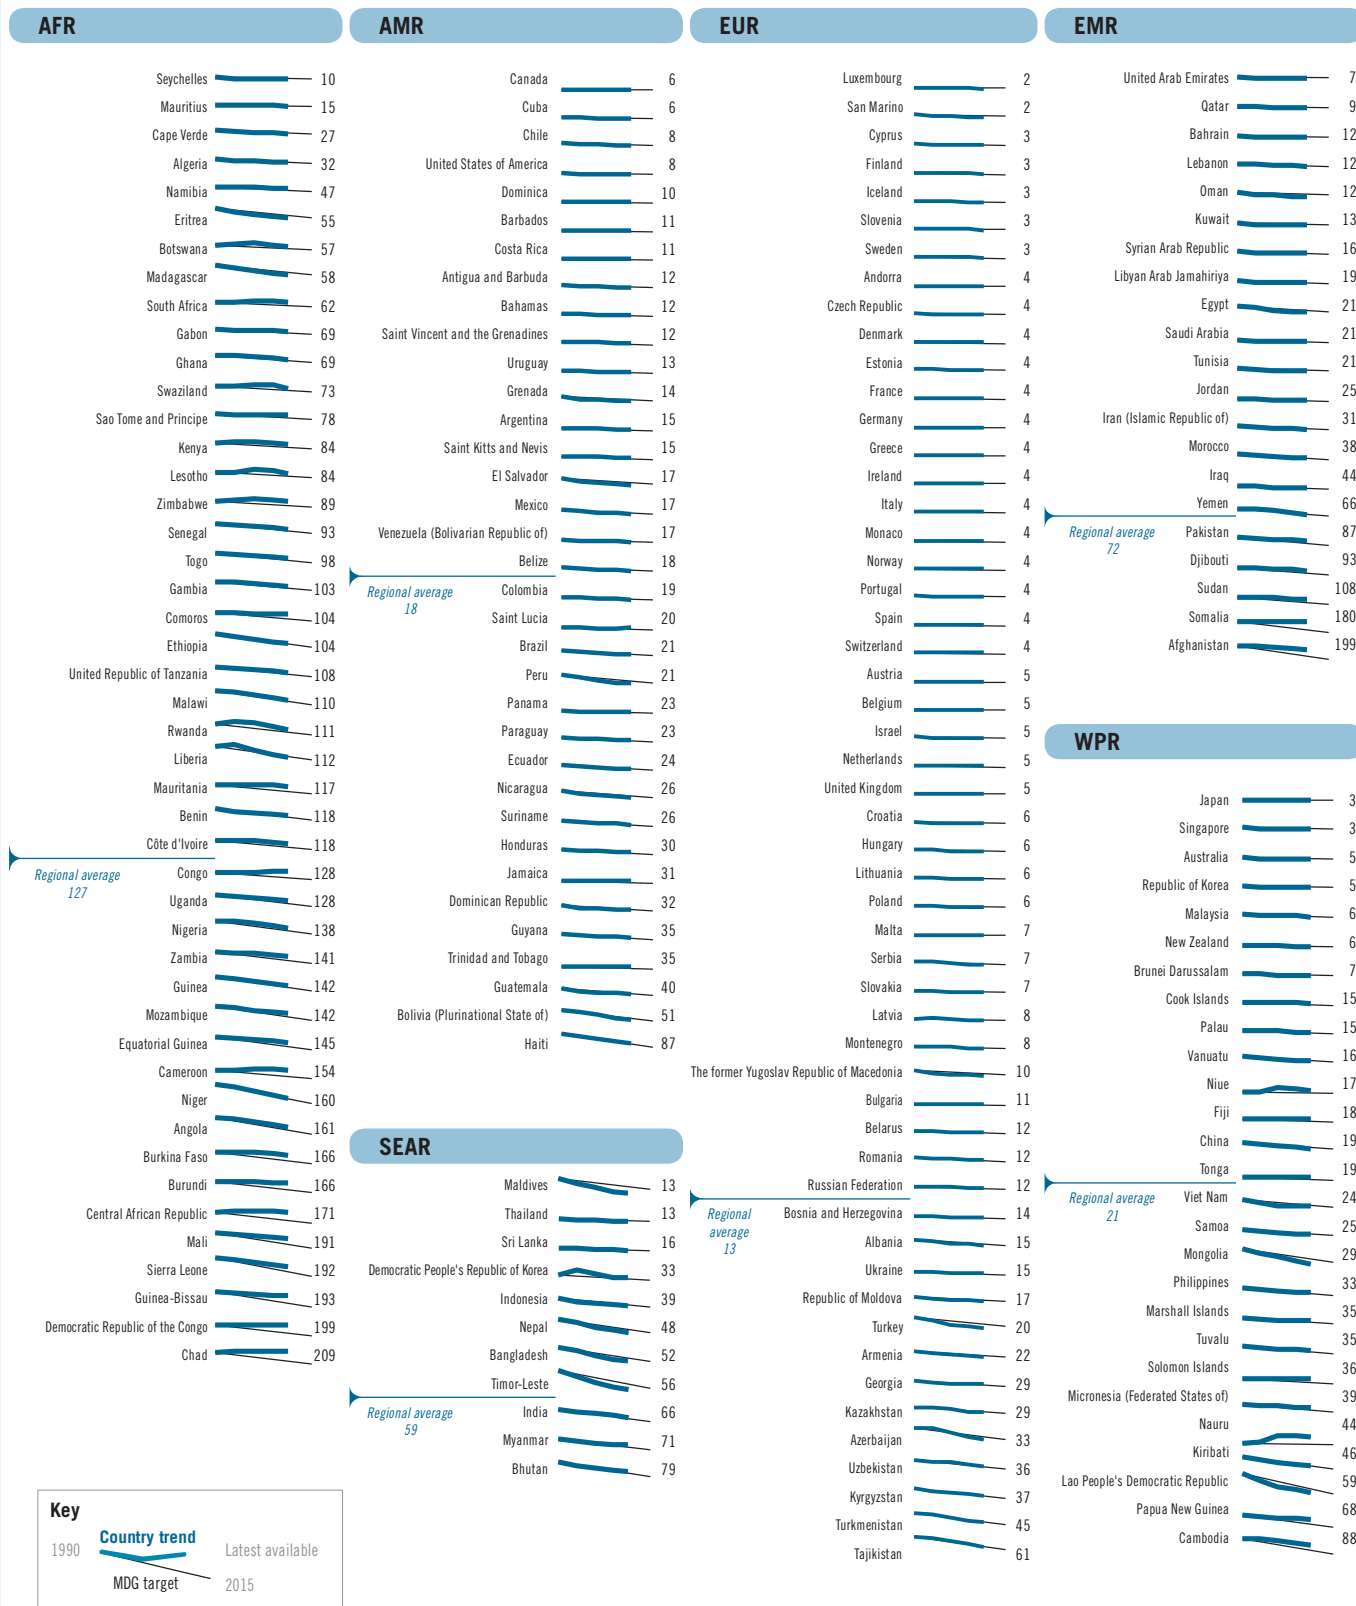 AFR
Seychelles 10
Mauritius 15
Cape Verde 27
Algeria 32
Namibia 47
Eritrea 55
Botswana 57
Madagascar 58
South Africa 62
Gabon 69
Ghana 69
Swaziland 73
Sao Tome and Principe 78
Kenya 84
Lesotho 84
Zimbabwe 89
Senegal 93
Togo 98
Gambia 103
Comoros 104
Ethiopia 104
United Republic of Tanzania 108
Malawi 110
Rwanda 111
Liberia 112
Mauritania 117
Benin 118
Côte d'Ivoire 118
Regional average
127
Congo 128
Uganda 128
Nigeria 138
Zambia 141
Guinea 142
Mozambique 142
Equatorial Guinea 145
Cameroon 154
Niger 160
Angola 161
Burkina Faso 166
Burundi 166
Central African Republic 171
Mali 191
Sierra Leone 192
Guinea-Bissau 193
Democratic Republic of the Congo 199
Chad 209
Key
Country trend
1990 Latest available
MDG target 2015
AMR
Canada 6
Cuba 6
Chile 8
United States of America 8
Dominica 10
Barbados 11
Costa Rica 11
Antigua and Barbuda 12
Bahamas 12
Saint Vincent and the Grenadines 12
Uruguay 13
Grenada 14
Argentina 15
Saint Kitts and Nevis 15
El Salvador 17
Mexico 17
Venezuela (Bolivarian Republic of) 17
Belize 18
Regional average
18
Colombia 19
Saint Lucia 20
Brazil 21
Peru 21
Panama 23
Paraguay 23
Ecuador 24
Nicaragua 26
Suriname 26
Honduras 30
Jamaica 31
Dominican Republic 32
Guyana 35
Trinidad and Tobago 35
Guatemala 40
Bolivia (Plurinational State of) 51
Haiti 87
SEAR
Maldives 13
Thailand 13
Sri Lanka 16
Democratic People's Republic of Korea 33
Indonesia 39
Nepal 48
Bangladesh 52
Timor-Leste 56
Regional average
59
India 66
Myanmar 71
Bhutan 79
EUR
Luxembourg 2
San Marino 2
Cyprus 3
Finland 3
Iceland 3
Slovenia 3
Sweden 3
Andorra 4
Czech Republic 4
Denmark 4
Estonia 4
France 4
Germany 4
Greece 4
Ireland 4
Italy 4
Monaco 4
Norway 4
Portugal 4
Spain 4
Switzerland 4
Austria 5
Belgium 5
Israel 5
Netherlands 5
United Kingdom 5
Croatia 6
Hungary 6
Lithuania 6
Poland 6
Malta 7
Serbia 7
Slovakia 7
Latvia 8
Montenegro 8
The former Yugoslav Republic of Macedonia 10
Bulgaria 11
Belarus 12
Romania 12
Russian Federation 12
Regional
average
13
Bosnia and Herzegovina 14
Albania 15
Ukraine 15
Republic of Moldova 17
Turkey 20
Armenia 22
Georgia 29
Kazakhstan 29
Azerbaijan 33
Uzbekistan 36
Kyrgyzstan 37
Turkmenistan 45
Tajikistan 61
EMR
United Arab Emirates 7
Qatar 9
Bahrain 12
Lebanon 12
Oman 12
Kuwait 13
Syrian Arab Republic 16
Libyan Arab Jamahiriya 19
Egypt 21
Saudi Arabia 21
Tunisia 21
Jordan 25
Iran (Islamic Republic of) 31
Morocco 38
Iraq 44
Yemen 66
Regional average
72
Pakistan 87
Djibouti 93
Sudan 108
Somalia 180
Afghanistan 199
WPR
Japan 3
Singapore 3
Australia 5
Republic of Korea 5
Malaysia 6
New Zealand 6
Brunei Darussalam 7
Cook Islands 15
Palau 15
Vanuatu 16
Niue 17
Fiji 18
China 19
Tonga 19
Regional average
21
Viet Nam 24
Samoa 25
Mongolia 29
Philippines 33
Marshall Islands 35
Tuvalu 35
Solomon Islands 36
Micronesia (Federated States of) 39
Nauru 44
Kiribati 46
Lao People's Democratic Republic 59
Papua New Guinea 68
Cambodia 88